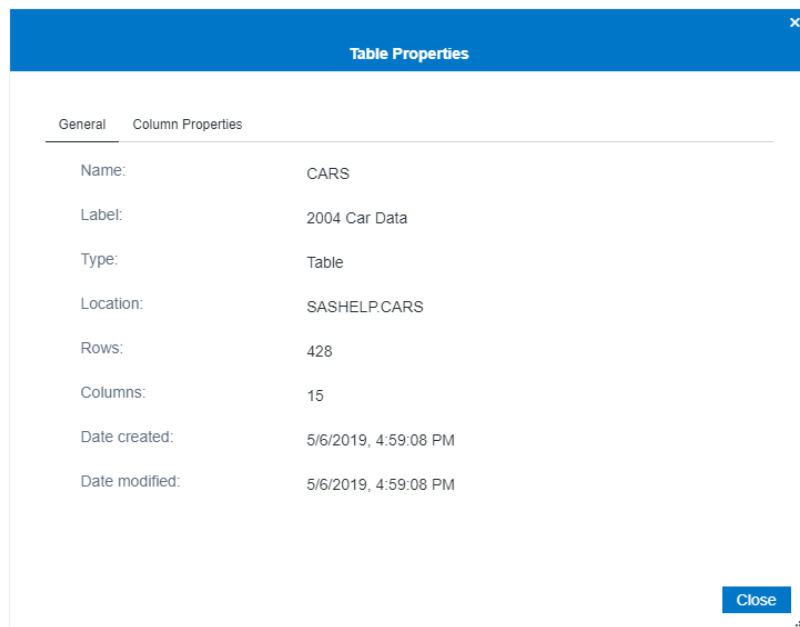 ×
Table Properties
General Column Properties
Name: CARS
Label: 2004 Car Data
Type: Table
Location: SASHELP.CARS
Rows: 428
Columns: 15
Date created: 5/6/2019, 4:59:08 PM
Date modified: 5/6/2019, 4:59:08 PM
Close